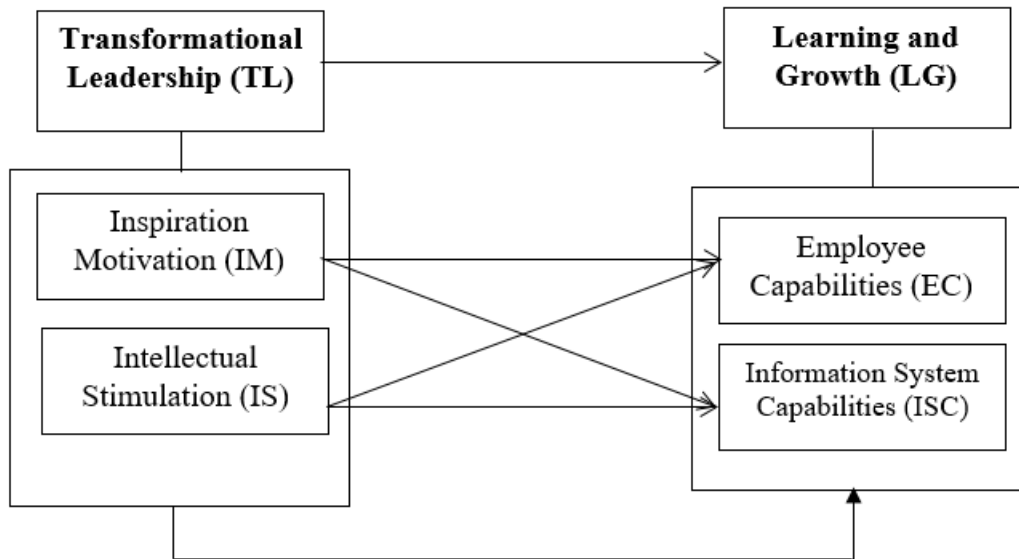 Transformational
Leadership (TL)
Learning and
Growth (LG)
Inspiration
Motivation (IM)
Intellectual
Stimulation (IS)
Employee
Capabilities (EC)
Information System
Capabilities (ISC)